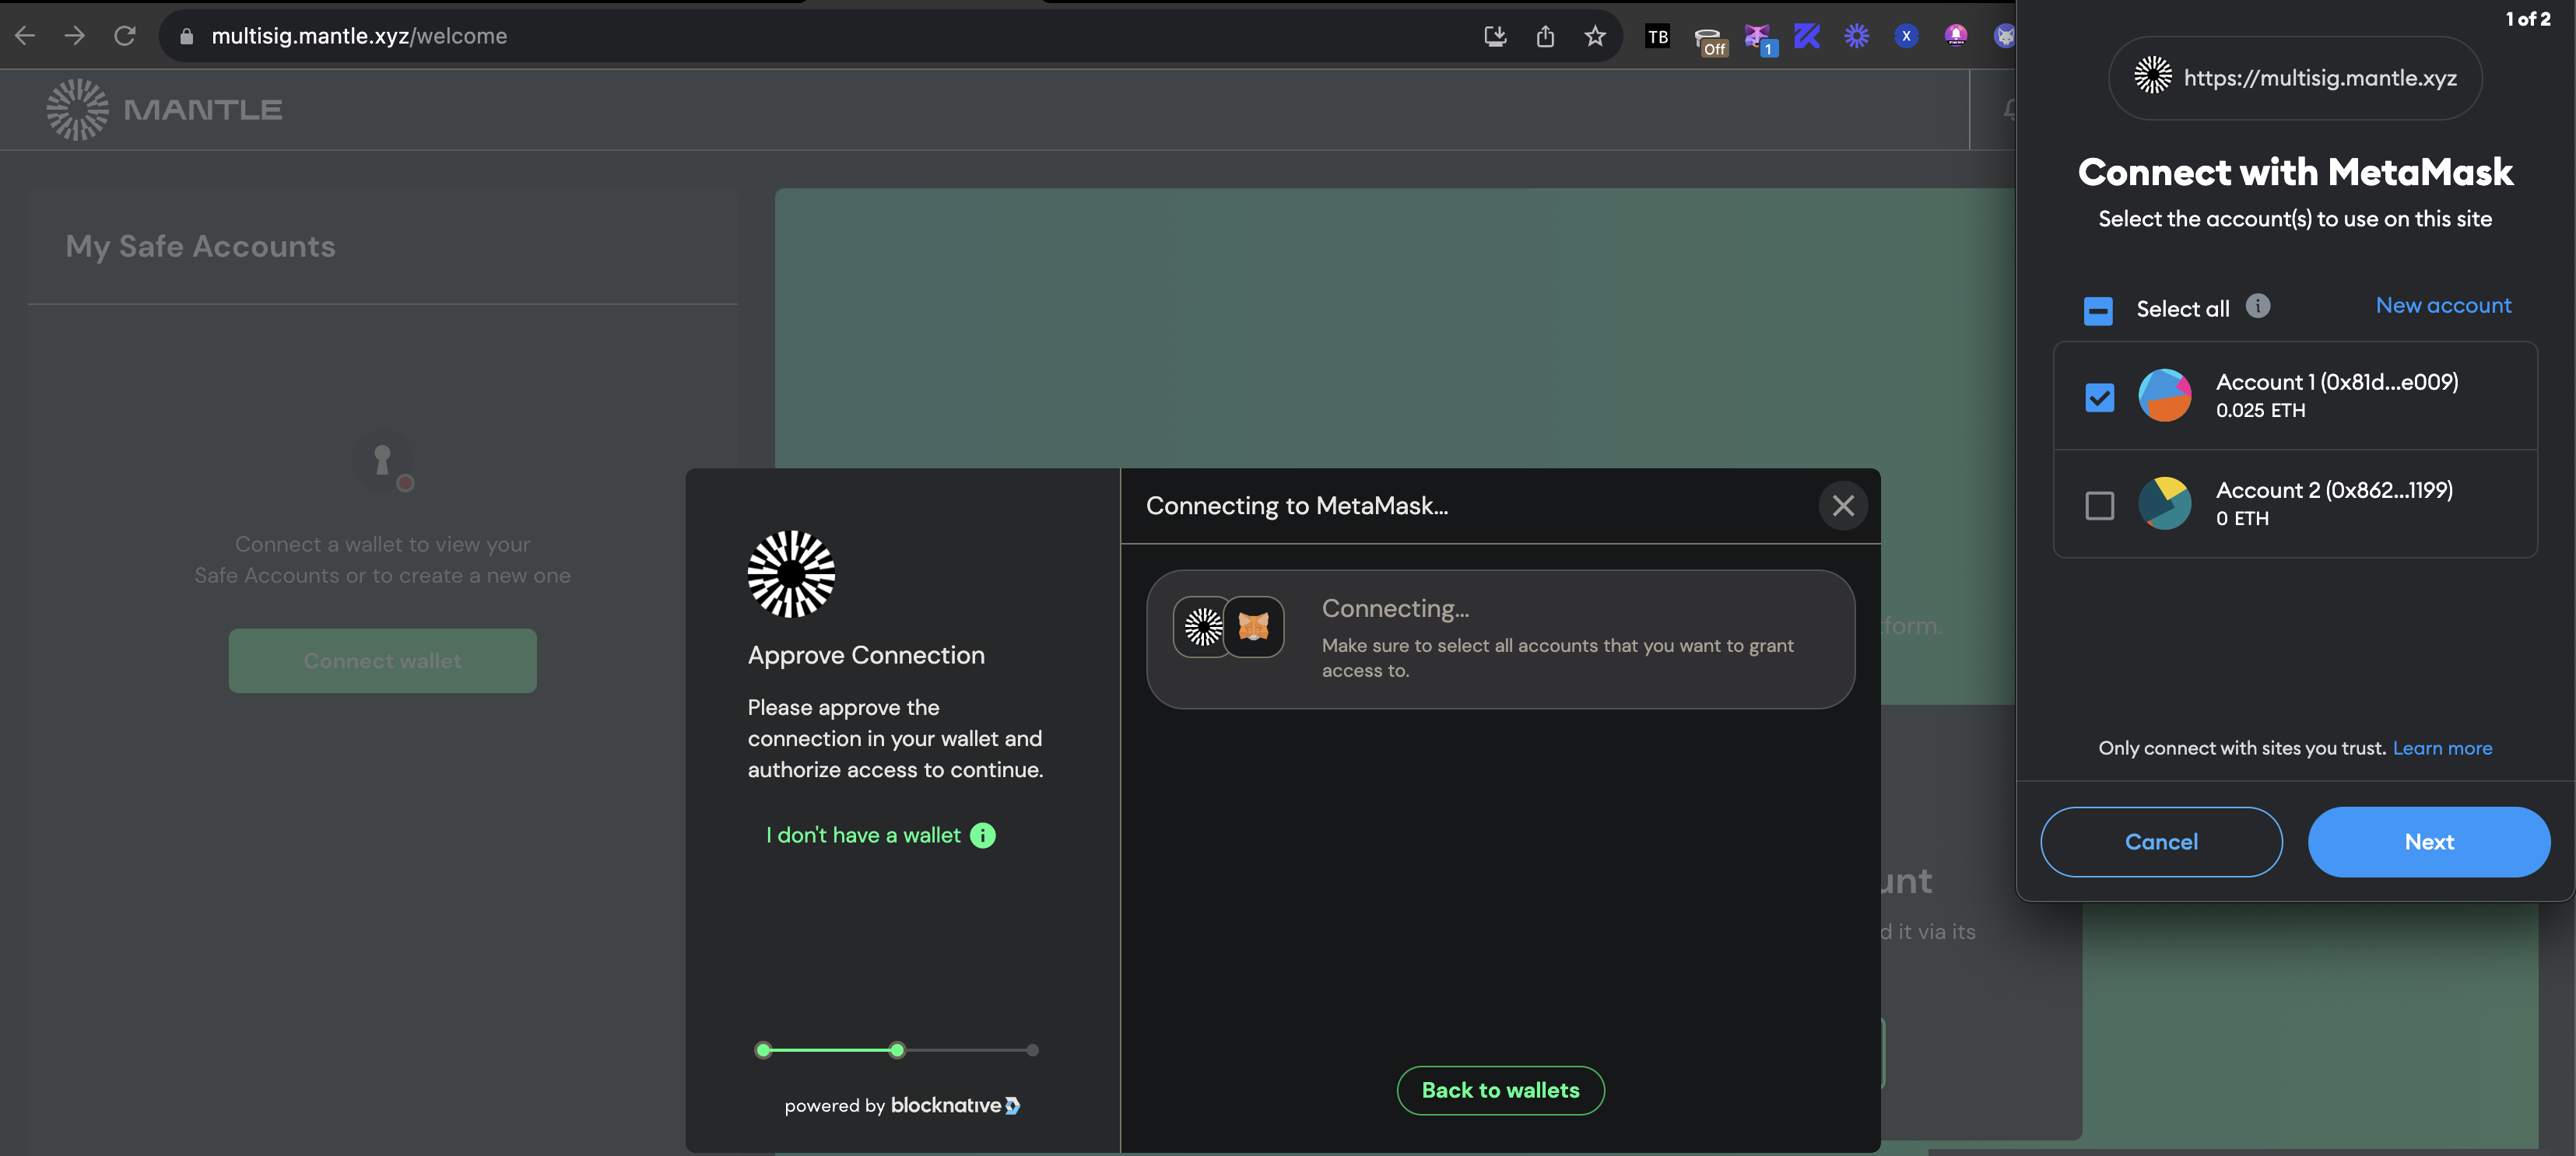 multisig.mantle.xyz/welcome
TB
Off
1
X
MANTLE
My Safe Accounts
Connect a wallet to view your
Safe Accounts or to create a new one
Connect wallet
Approve Connection
Please approve the
connection in your wallet and
authorize access to continue.
I don't have a wallet
i
powered by blocknative
Connecting to MetaMask...
Connecting...
Make sure to select all accounts that you want to grant
access to.
Back to wallets
form.
unt
d it via its
1 of 2
https://multisig.mantle.xyz
Connect with MetaMask
Select the account(s) to use on this site
Select all
i
New account
Account 1 (0x81d...e009)
0.025 ETH
Account 2 (0x862...1199)
0 ETH
Only connect with sites you trust. Learn more
Cancel
Next